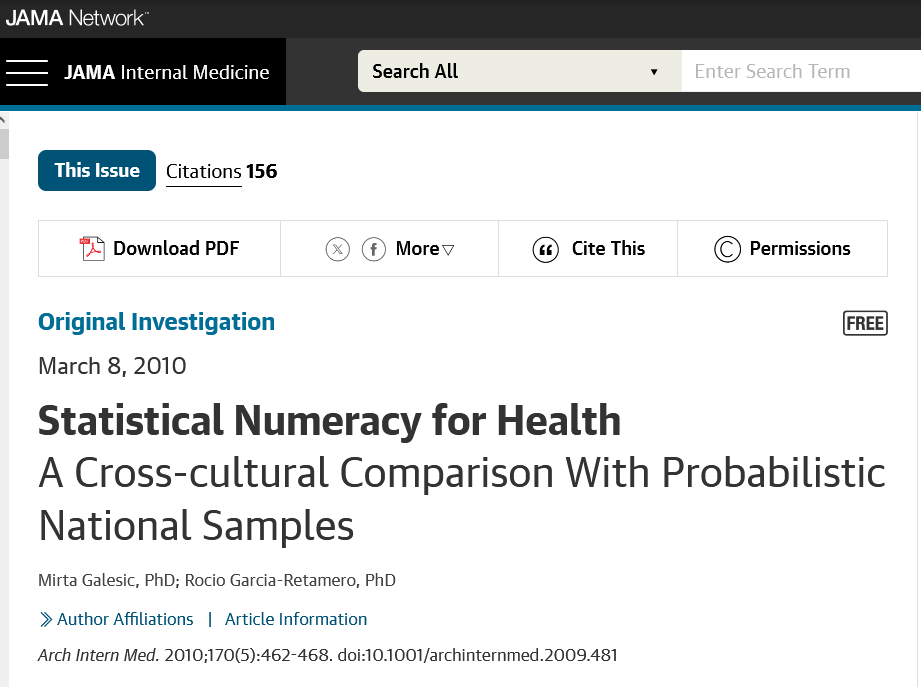 JAMA Network™
JAMA Internal Medicine
Search All
Enter Search Term
This Issue
Citations 156
Download PDF
More
Cite This
Permissions
Original Investigation
FREE
March 8, 2010
Statistical Numeracy for Health
A Cross-cultural Comparison With Probabilistic
National Samples
Mirta Galesic, PhD; Rocio Garcia-Retamero, PhD
Author Affiliations | Article Information
Arch Intern Med. 2010;170(5):462-468. doi:10.1001/archinternmed.2009.481